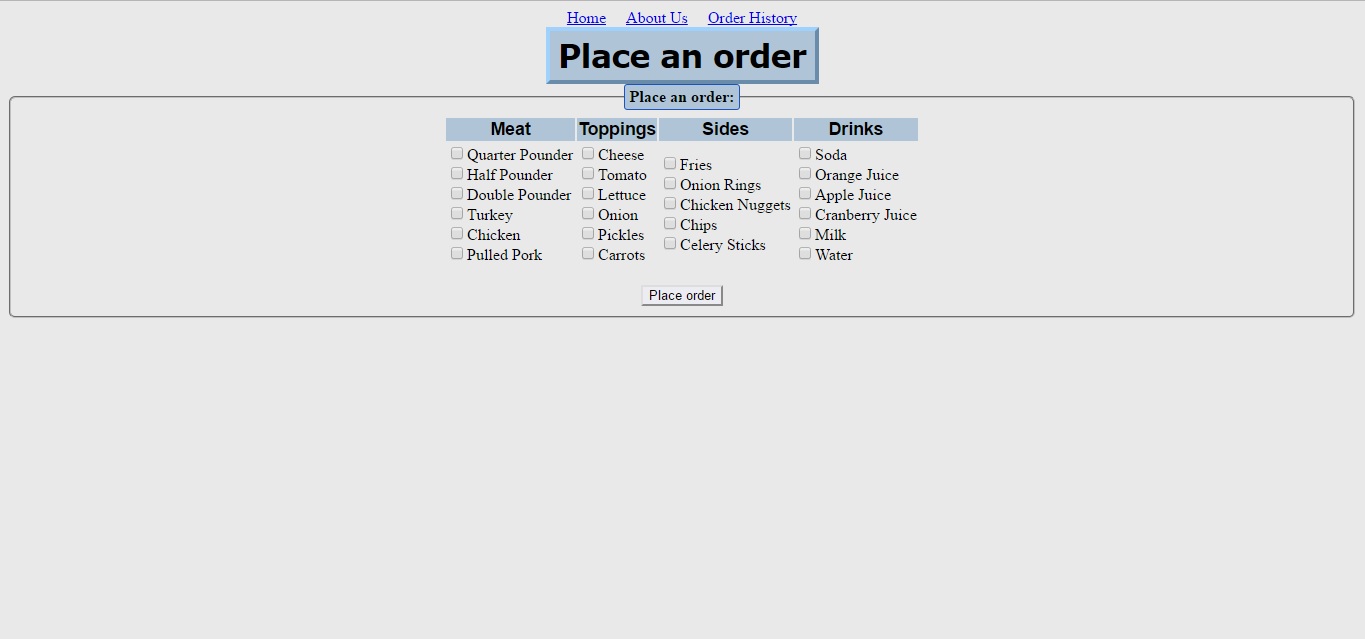 Home About Us Order History
Place an order
Place an order:
Meat Toppings Sides Drinks
Quarter Pounder
Half Pounder
Double Pounder
Turkey
Chicken
Pulled Pork
Cheese
Tomato
Lettuce
Onion
Pickles
Carrots
Fries
Onion Rings
Chicken Nuggets
Chips
Celery Sticks
Soda
Orange Juice
Apple Juice
Cranberry Juice
Milk
Water
Place order